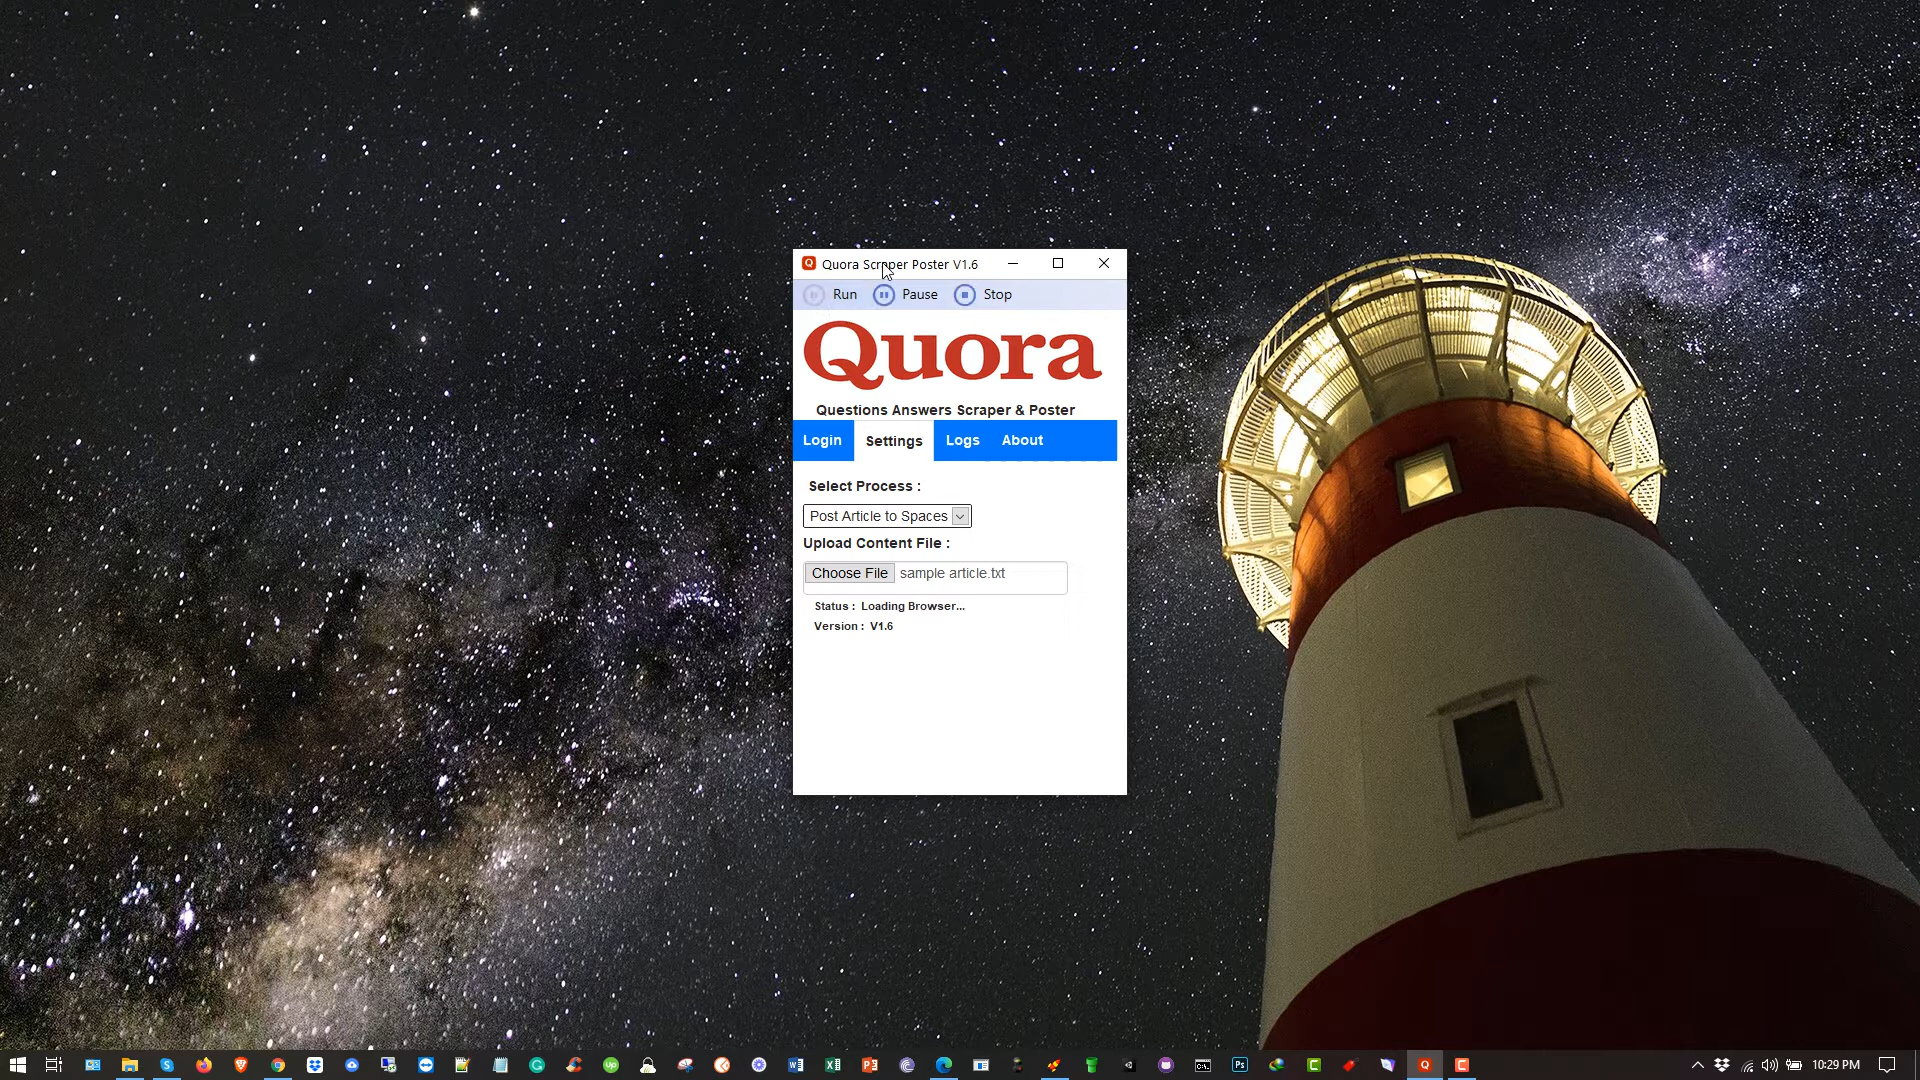 Quora Scraper Poster V1.6
Run Pause Stop
Quora
Questions Answers Scraper & Poster
Login Settings Logs About
Select Process :
Post Article to Spaces
Upload Content File :
Choose File sample article.txt
Status : Loading Browser...
Version : V1.6
10:29 PM